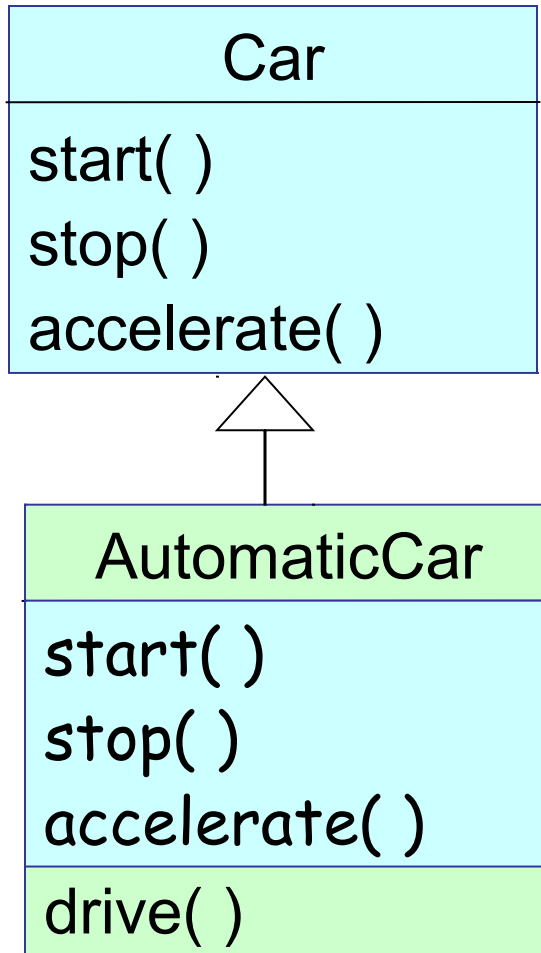 Car
start( )
stop( )
accelerate( )
AutomaticCar
start( )
stop( )
accelerate( )
drive( )